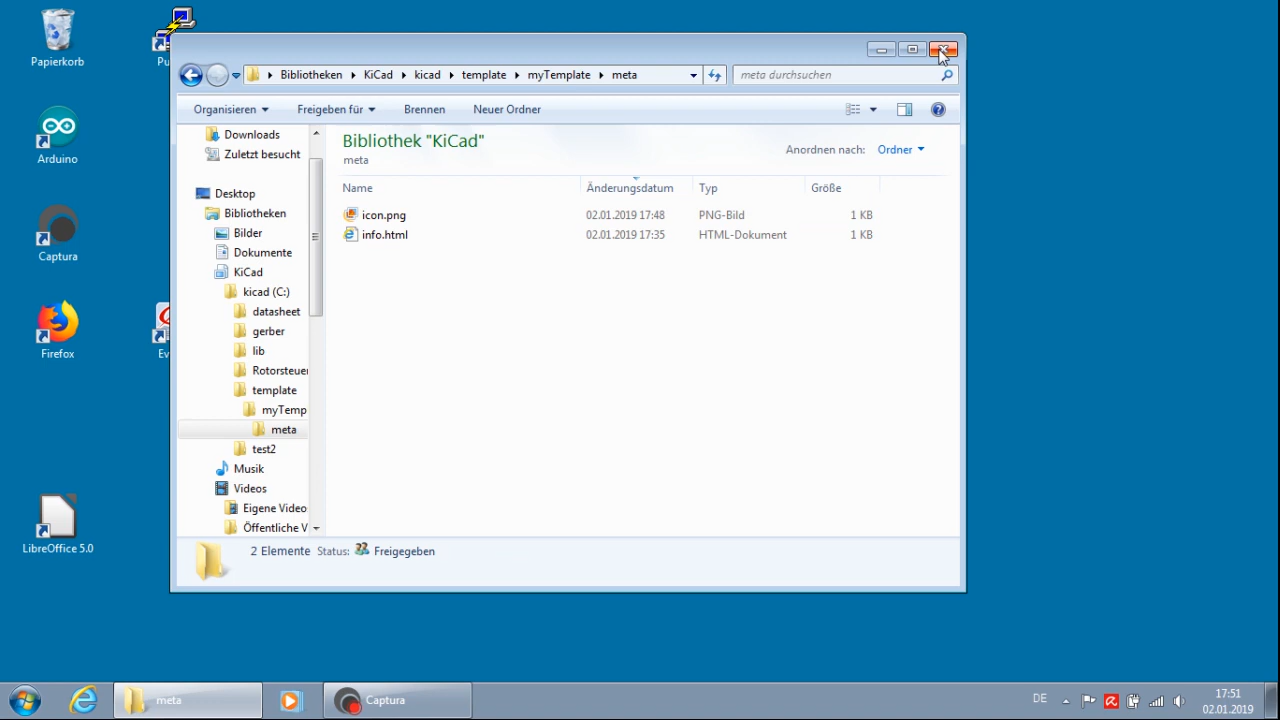 Papierkorb
Pu
Arduino
Captura
Firefox
Ev
LibreOffice 5.0
Bibliotheken KiCad kicad template myTemplate meta
meta durchsuchen
Organisieren Freigeben für Brennen Neuer Ordner
Downloads
Zuletzt besucht
Desktop
Bibliotheken
Bilder
Dokumente
KiCad
kicad (C:)
datasheet
gerber
lib
Rotorsteuer
template
myTemp
meta
test2
Musik
Videos
Eigene Video
Öffentliche V
Bibliothek "KiCad"
meta
Anordnen nach: Ordner
Name Änderungsdatum Typ Größe
icon.png 02.01.2019 17:48 PNG-Bild 1 KB
info.html 02.01.2019 17:35 HTML-Dokument 1 KB
2 Elemente Status: Freigegeben
meta
Captura
DE
17:51
02.01.2019